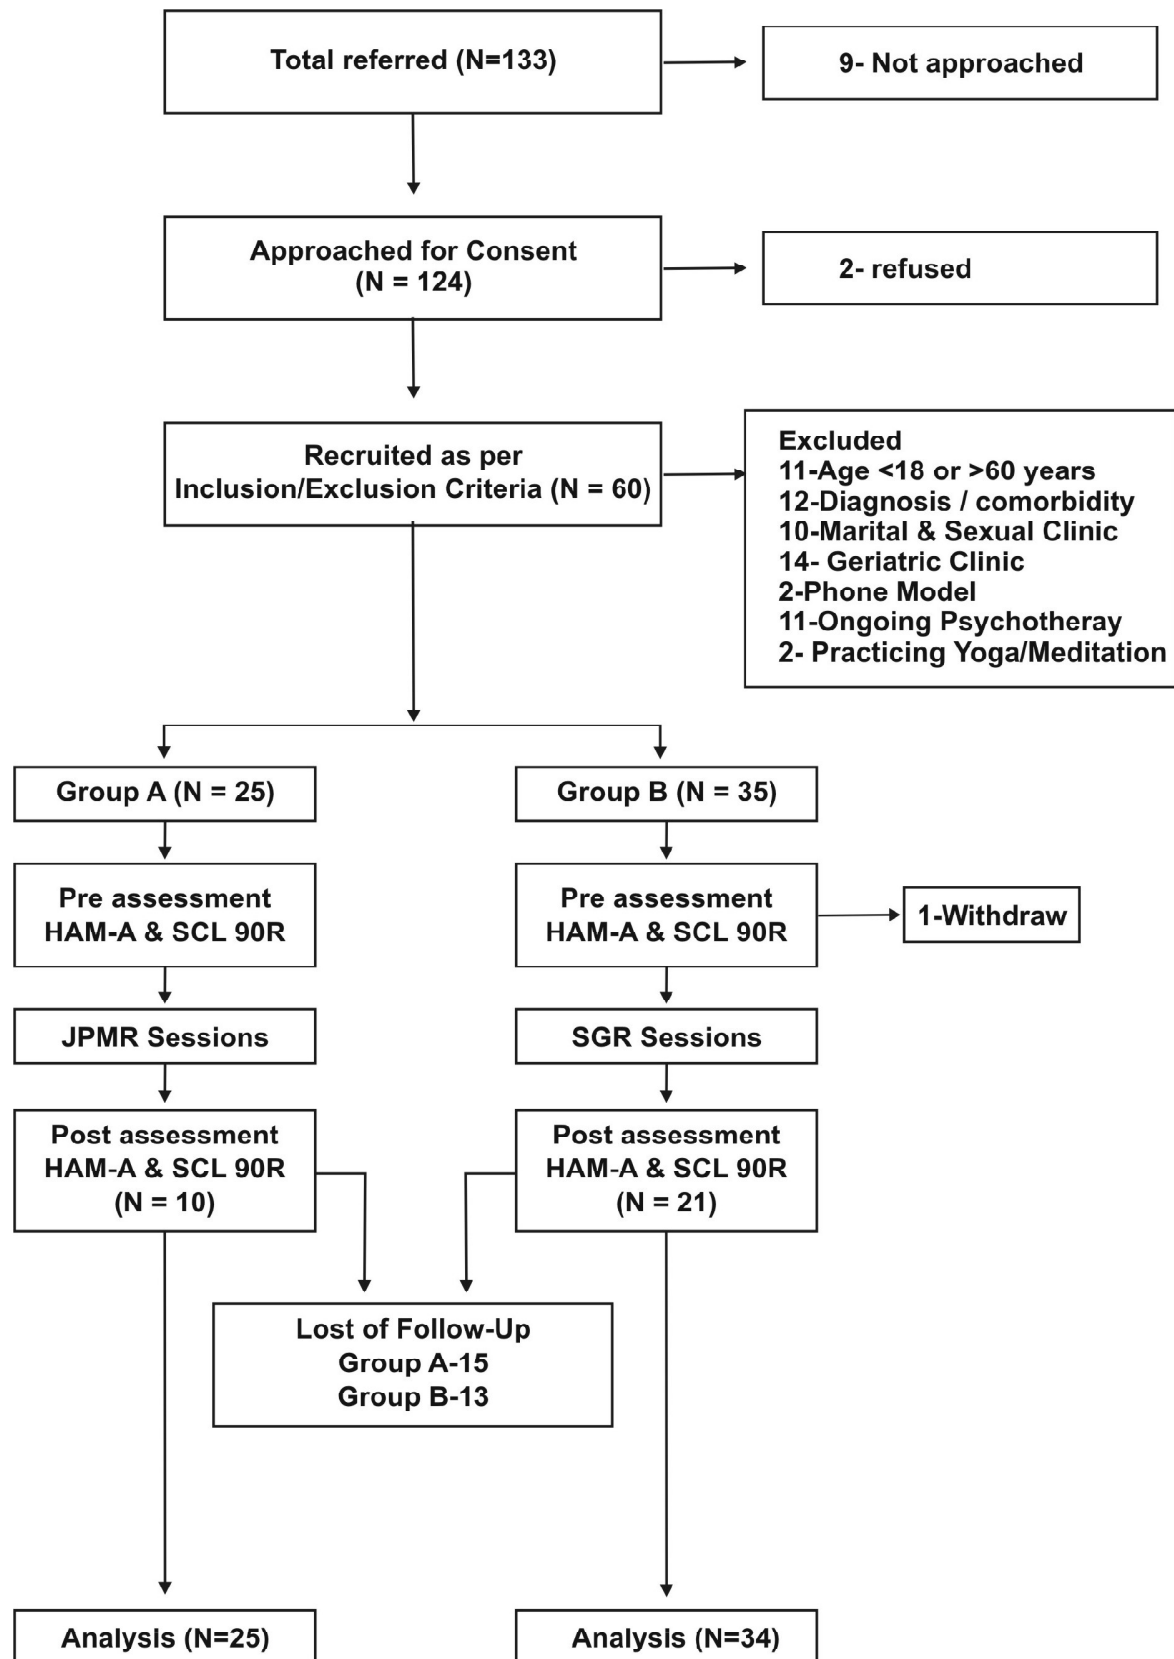 Total referred (N=133)
9- Not approached
Approached for Consent
(N = 124)
2- refused
Recruited as per
Inclusion/Exclusion Criteria (N = 60)
Excluded
11-Age <18 or >60 years
12-Diagnosis / comorbidity
10-Marital & Sexual Clinic
14- Geriatric Clinic
2-Phone Model
11-Ongoing Psychotheray
2- Practicing Yoga/Meditation
Group A (N = 25)
Group B (N = 35)
Pre assessment
HAM-A & SCL 90R
Pre assessment
HAM-A & SCL 90R
1-Withdraw
JPMR Sessions
SGR Sessions
Post assessment
HAM-A & SCL 90R
(N = 10)
Post assessment
HAM-A & SCL 90R
(N = 21)
Lost of Follow-Up
Group A-15
Group B-13
Analysis (N=25)
Analysis (N=34)